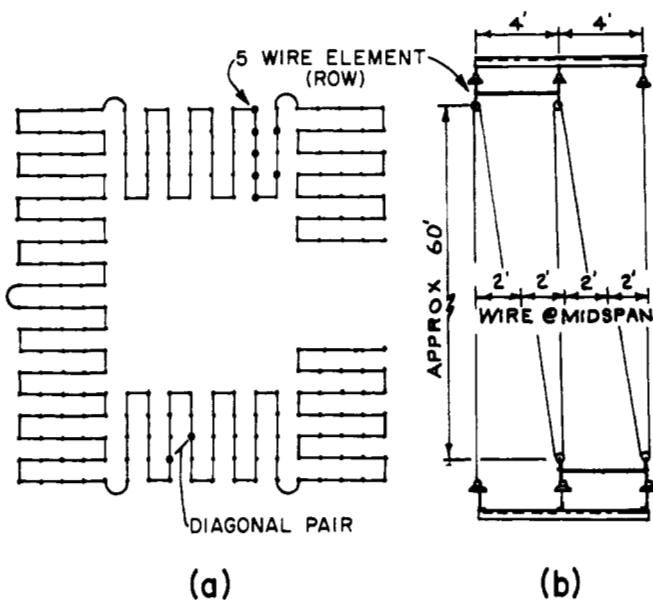 5 WIRE ELEMENT
(ROW)
4' 4'
APPROX 60'
2' 2' 2' 2'
WIRE @ MIDSPAN
DIAGONAL PAIR
(a) (b)